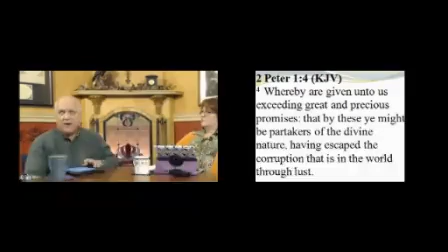 2 Peter 1:4 (KJV)
4 Whereby are given unto us
exceeding great and precious
promises: that by these ye might
be partakers of the divine
nature, having escaped the
corruption that is in the world
through lust.